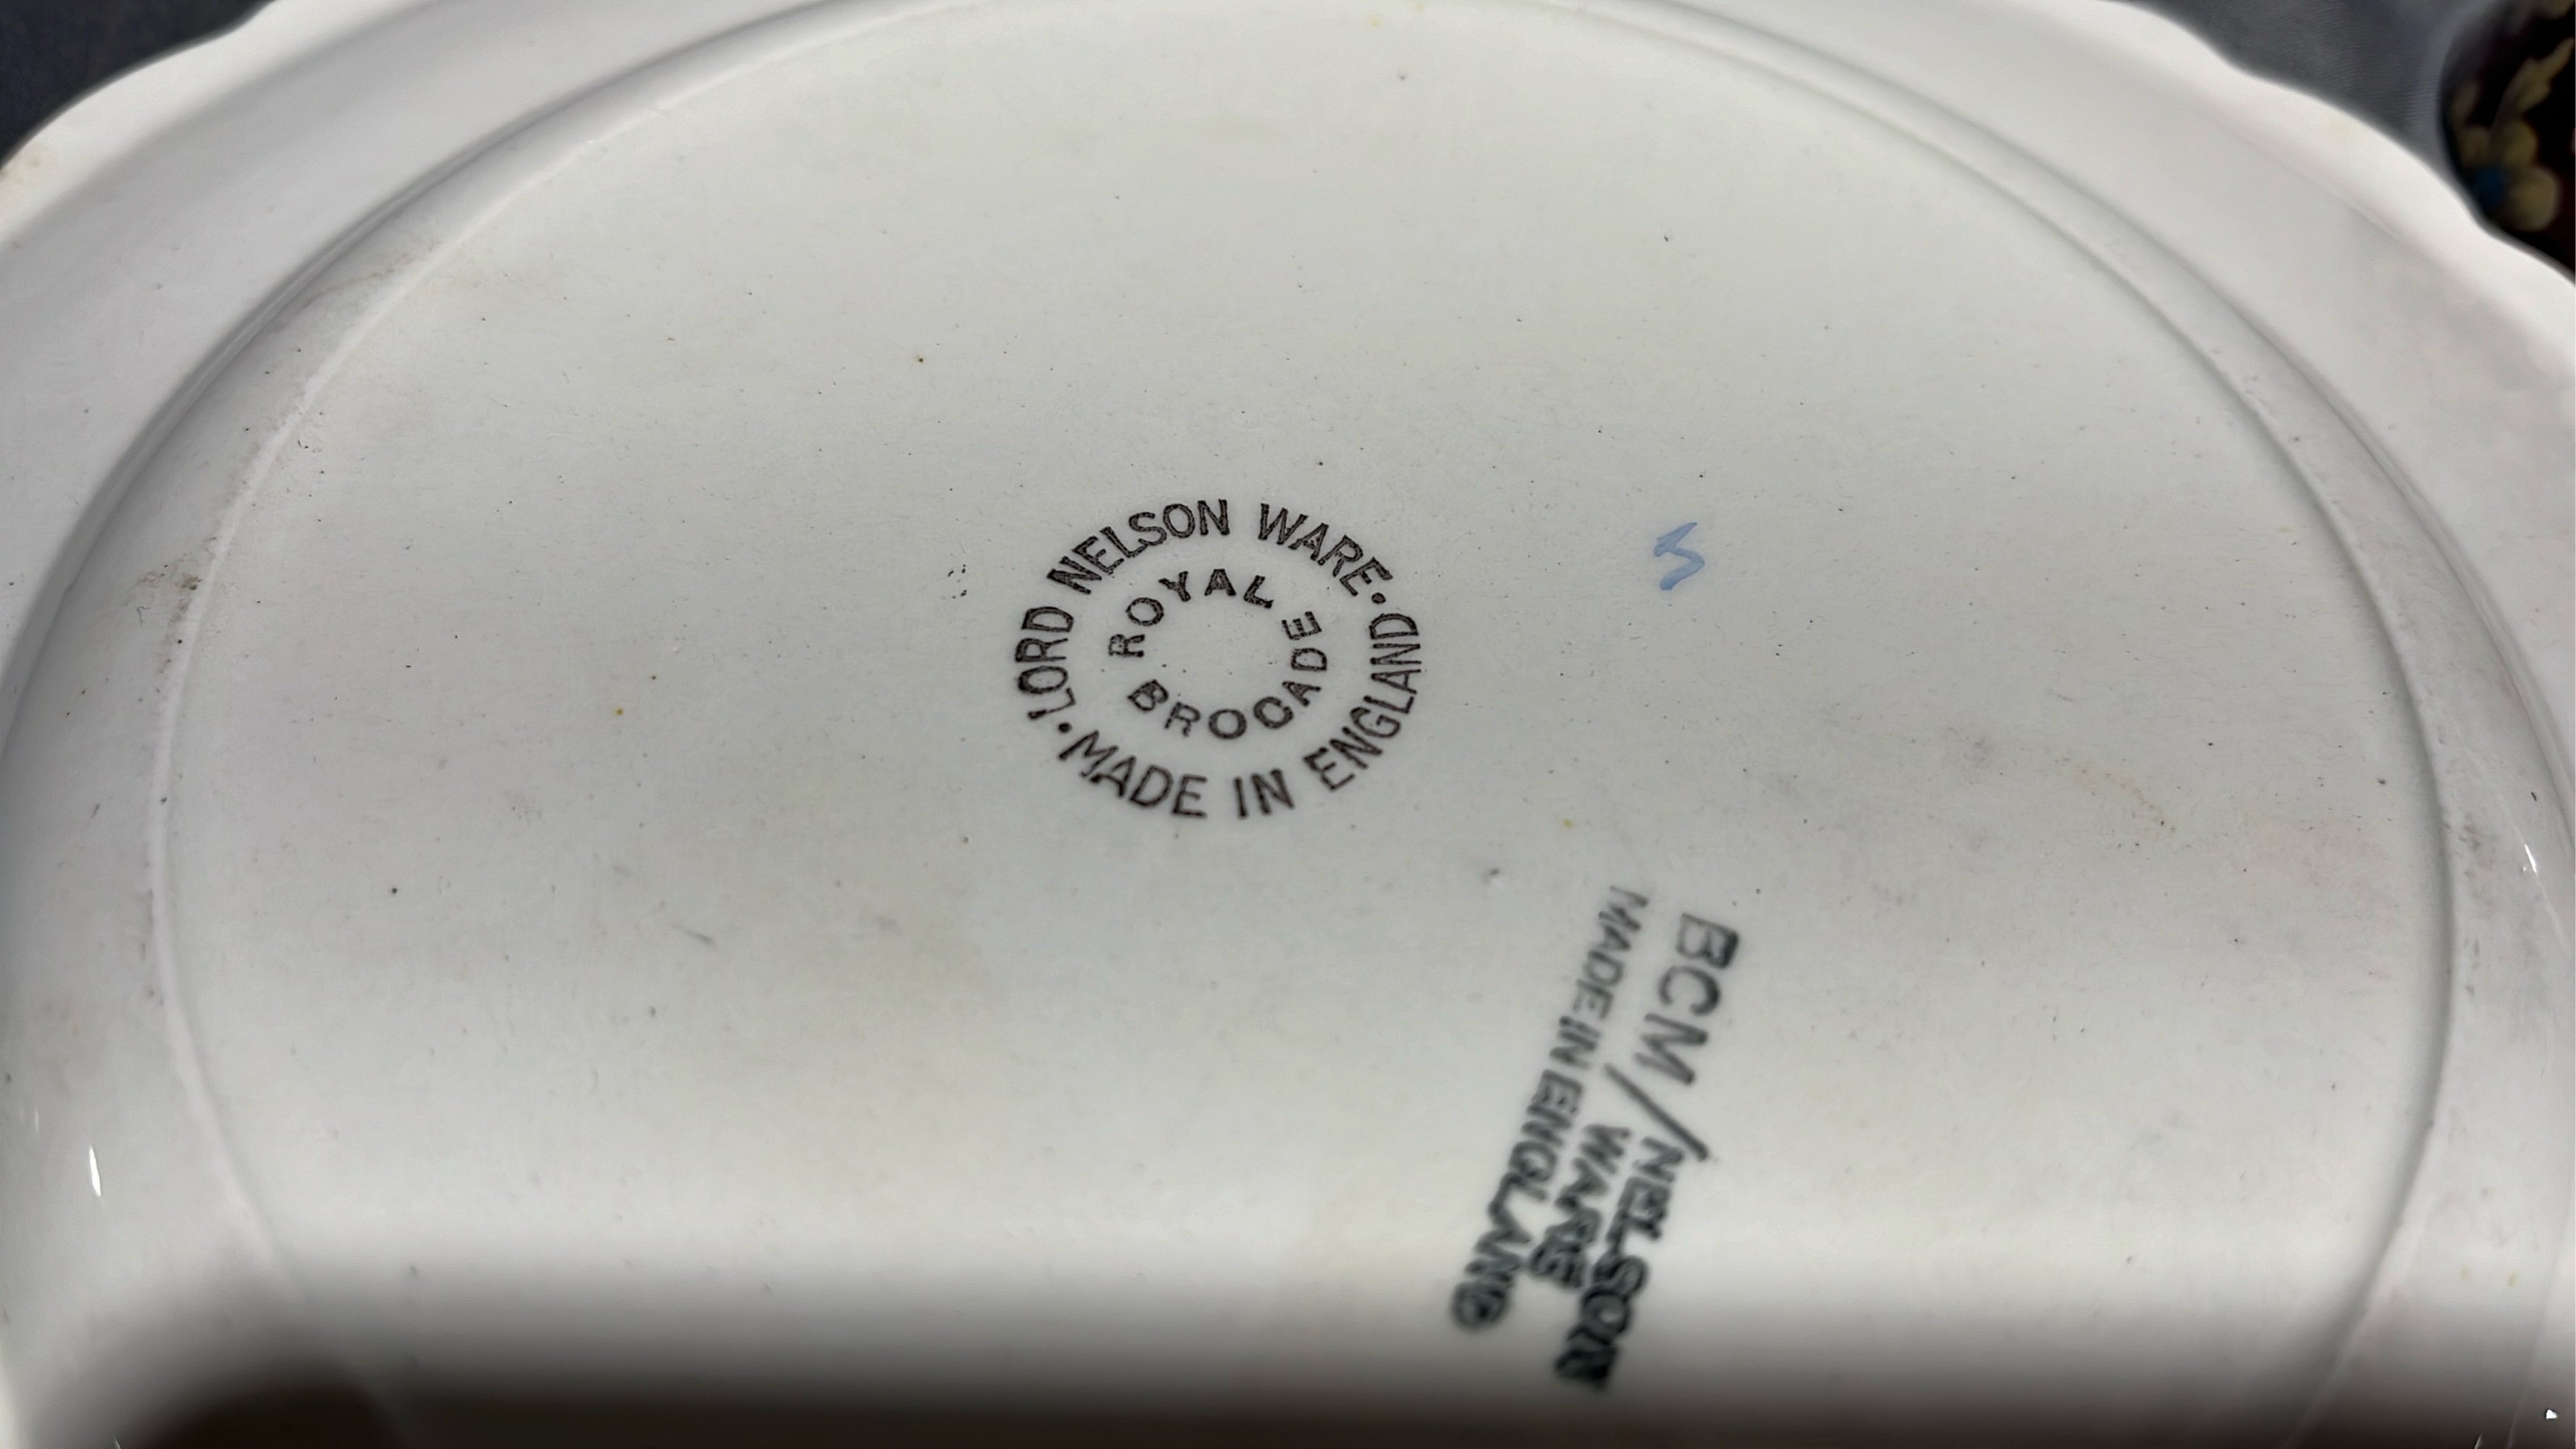 LORD NELSON WARE
ROYAL
BROCADE
MADE IN ENGLAND
BCM/NELSON
WARE
MADE IN ENGLAND